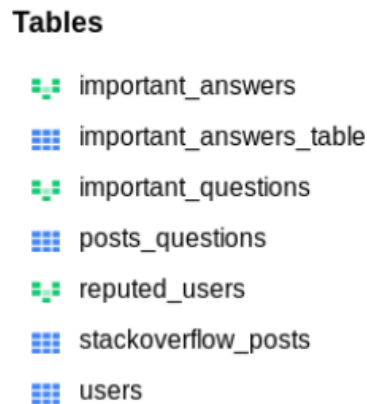 Tables
important_answers
important_answers_table
important_questions
posts_questions
reputed_users
stackoverflow_posts
users